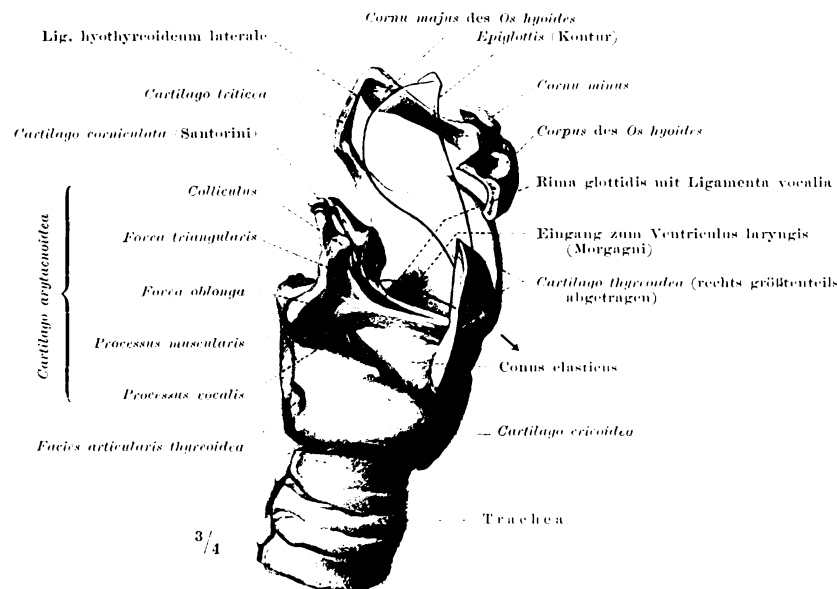 Cornu majus des Os hyoides
Lig. hyothyreoideum laterale
Epiglottis (Kontur)
Cartilago triticea
Cornu minus
Cartilago corniculata (Santorini)
Corpus des Os hyoides
Colliculus
Rima glottidis mit Ligamenta vocalia
Fovea triangularis
Eingang zum Ventriculus laryngis
(Morgagni)
Fovea oblonga
Cartilago thyreoidea (rechts größtenteils
abgetragen)
Cartilago arytaenoidea
Processus muscularis
Conus elasticus
Processus vocalis
Facies articularis thyreoidea
Cartilago cricoidea
Trachea
3/4